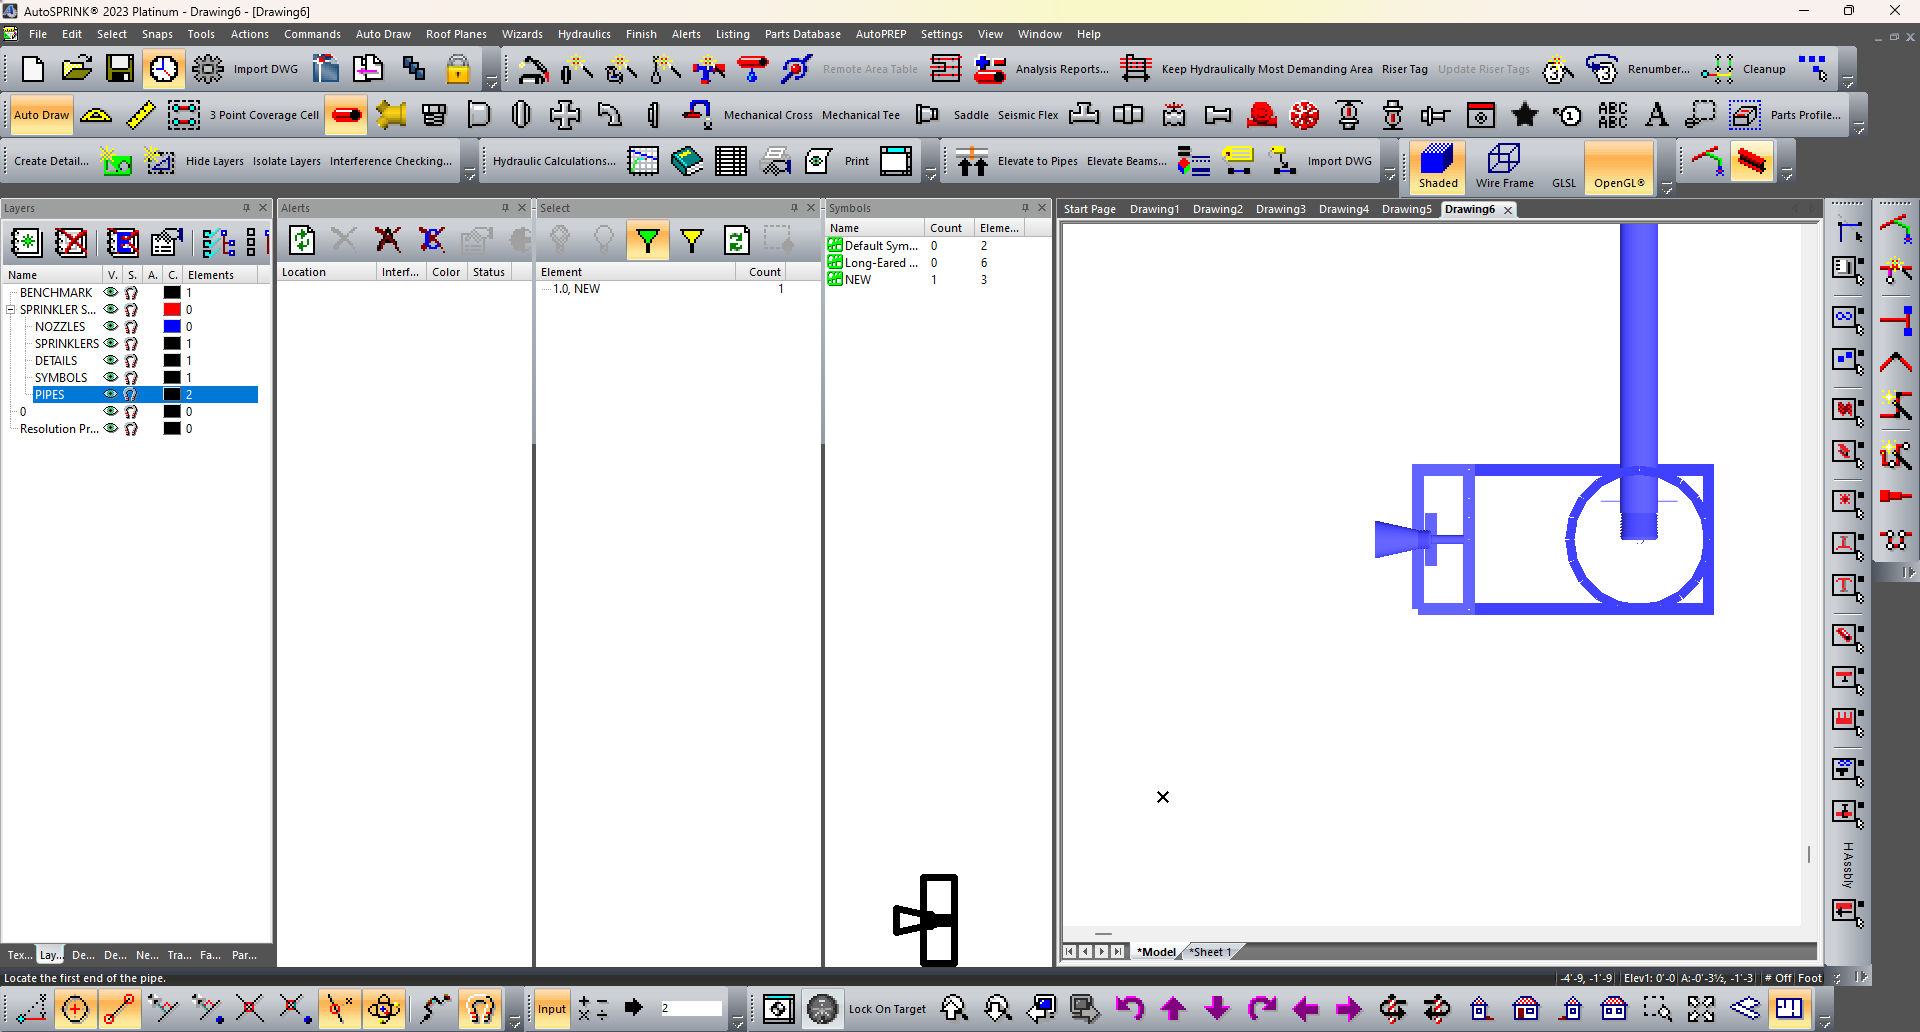 AutoSPRINK® 2023 Platinum - Drawing6 - [Drawing6]
File Edit Select Snaps Tools Actions Commands Auto Draw Roof Planes Wizards Hydraulics Finish Alerts Listing Parts Database AutoPREP Settings View Window Help
Import DWG Remote Area Table Analysis Reports... Keep Hydraulically Most Demanding Area Riser Tag Update Riser Tags Renumber... Cleanup
Auto Draw 3 Point Coverage Cell Mechanical Cross Mechanical Tee Saddle Seismic Flex ABC ABC A Parts Profile...
Create Detail... Hide Layers Isolate Layers Interference Checking... Hydraulic Calculations... Print Elevate to Pipes Elevate Beams... Import DWG Shaded Wire Frame GLSL OpenGL®
Layers Alerts Select Symbols Start Page Drawing1 Drawing2 Drawing3 Drawing4 Drawing5 Drawing6
Name V. S. A. C. Elements
BENCHMARK 1
SPRINKLER S... 0
NOZZLES 0
SPRINKLERS 1
DETAILS 1
SYMBOLS 1
PIPES 2
0 0
Resolution Pr... 0
Location Interf... Color Status
Element Count
1.0, NEW 1
Name Count Eleme...
Default Sym... 0 2
Long-Eared ... 0 6
NEW 1 3
HAssbly
Tex... Lay... De... De... Ne... Tra... Fa... Par...
*Model *Sheet 1
Locate the first end of the pipe.
-4'-9, -1'-9 Elev1: 0'-0 A:-0'-3½, -1'-3 # Off Foot
Input 2 Lock On Target